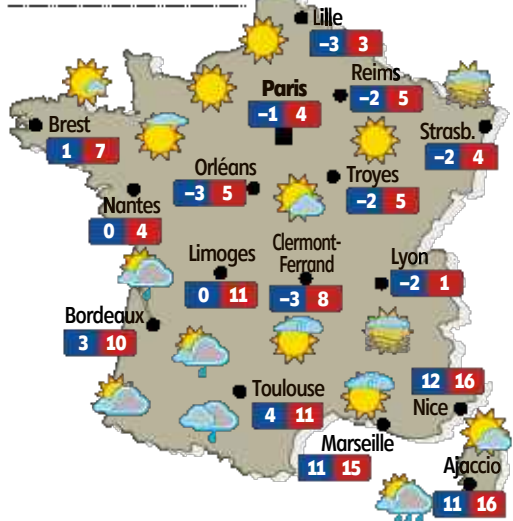 Lille
−3 3
Reims
−2 5
Paris
−1 4
Brest
1 7
Strasb.
−2 4
Orléans
−3 5
Troyes
−2 5
Nantes
0 4
Limoges
0 11
Clermont-
Ferrand
−3 8
Lyon
−2 1
Bordeaux
3 10
Toulouse
4 11
12 16
Nice
Marseille
11 15
Ajaccio
11 16